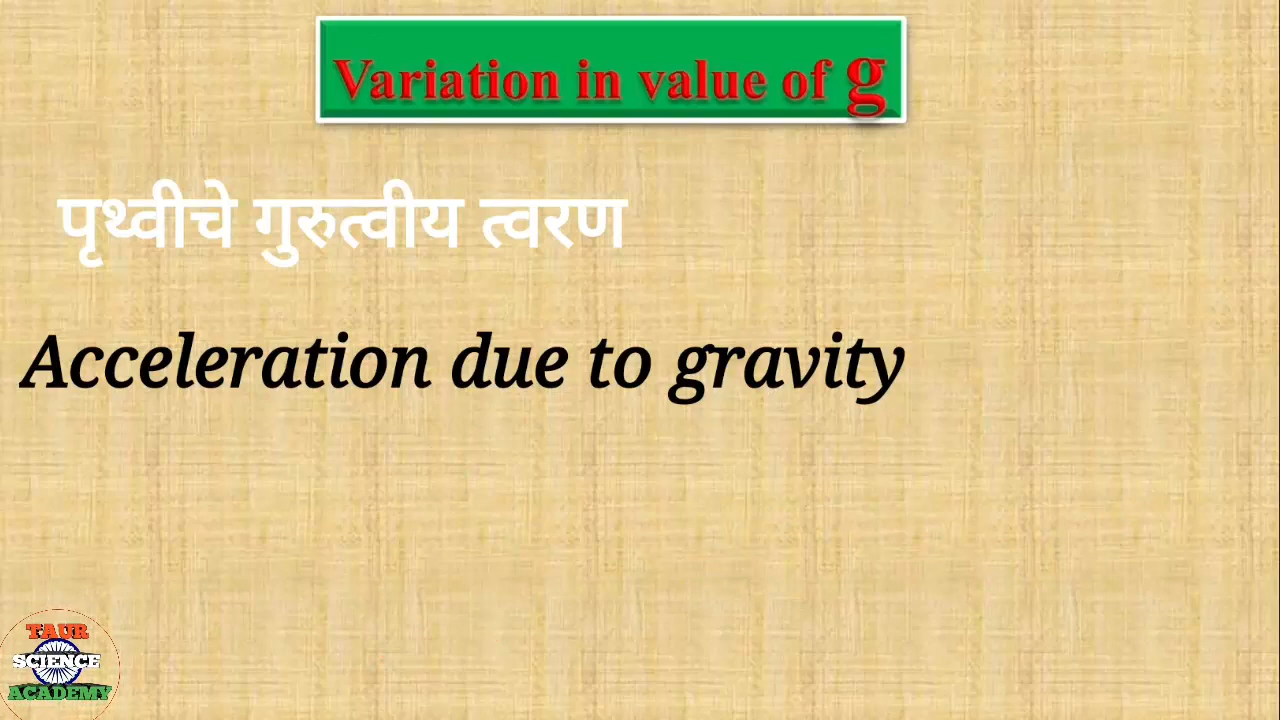 Variation in value of g
पृथ्वीचे गुरुत्वीय त्वरण
Acceleration due to gravity
TAUR
SCIENCE
ACADEMY